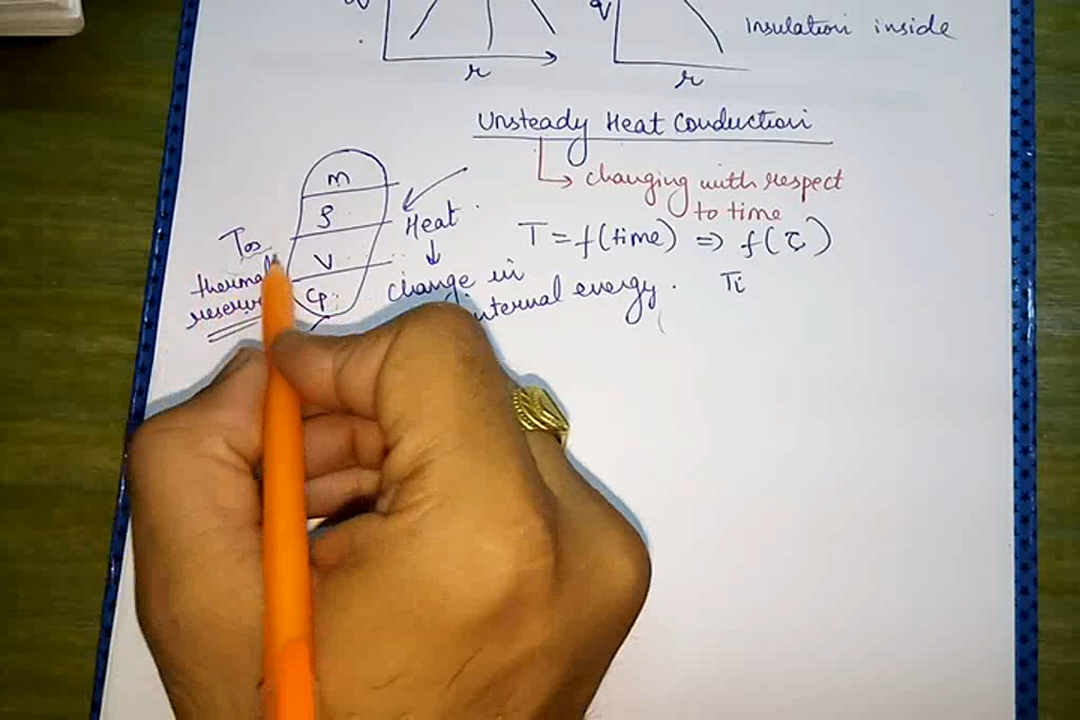 r
r
Insulation inside
Unsteady Heat Conduction
changing with respect
to time
m
ρ
V
Cp
T∞
thermal
Heat
change in
internal energy.
T = f(time) ⇒ f(τ)
Ti